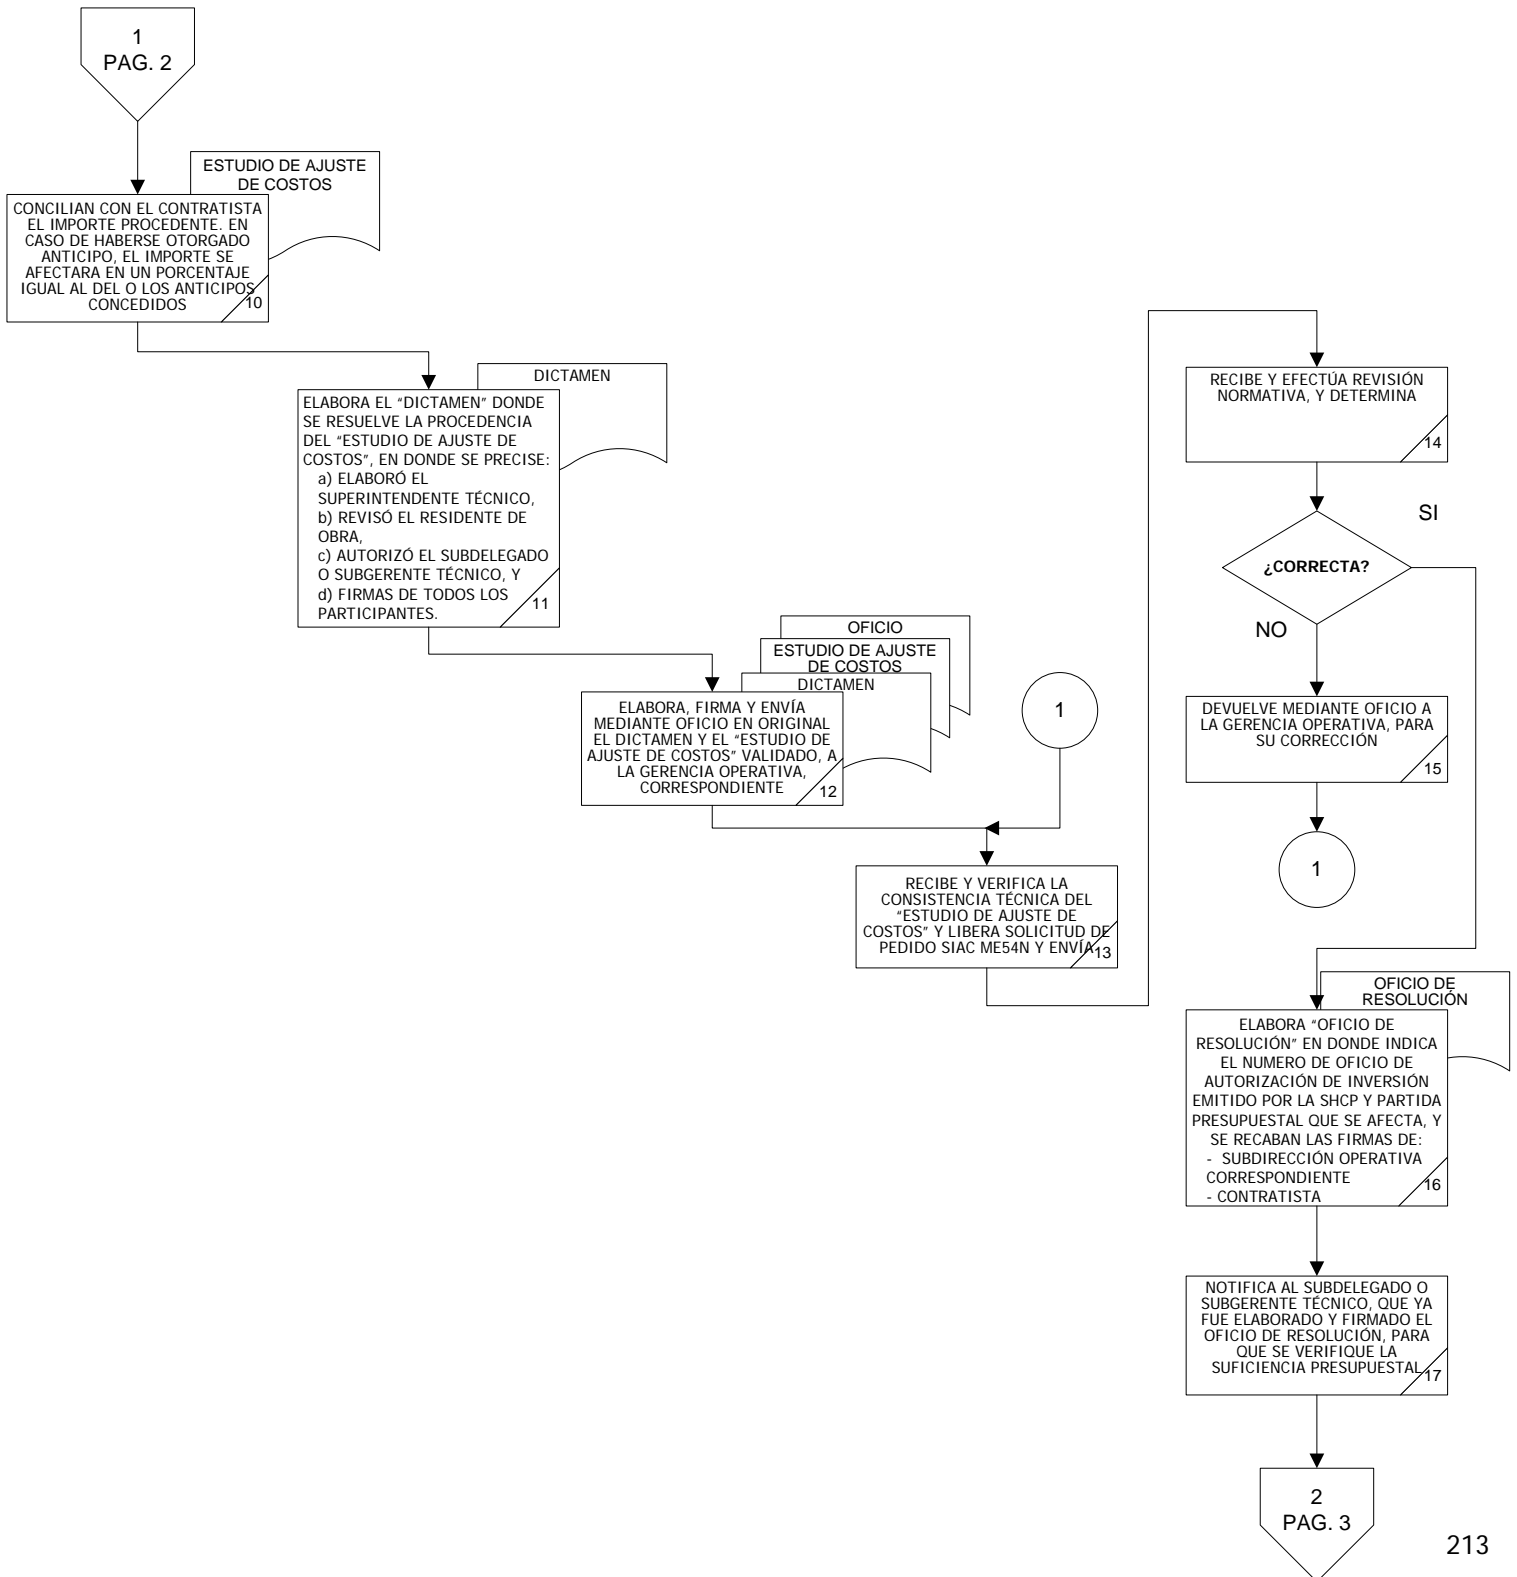 1
PAG. 2
ESTUDIO DE AJUSTE
DE COSTOS
CONCILIAN CON EL CONTRATISTA
EL IMPORTE PROCEDENTE. EN
CASO DE HABERSE OTORGADO
ANTICIPO, EL IMPORTE SE
AFECTARA EN UN PORCENTAJE
IGUAL AL DEL O LOS ANTICIPOS
CONCEDIDOS
10
DICTAMEN
ELABORA EL “DICTAMEN” DONDE
SE RESUELVE LA PROCEDENCIA
DEL “ESTUDIO DE AJUSTE DE
COSTOS”, EN DONDE SE PRECISE:
a) ELABORÓ EL
SUPERINTENDENTE TÉCNICO,
b) REVISÓ EL RESIDENTE DE
OBRA,
c) AUTORIZÓ EL SUBDELEGADO
O SUBGERENTE TÉCNICO, Y
d) FIRMAS DE TODOS LOS
PARTICIPANTES.
11
OFICIO
ESTUDIO DE AJUSTE
DE COSTOS
DICTAMEN
ELABORA, FIRMA Y ENVÍA
MEDIANTE OFICIO EN ORIGINAL
EL DICTAMEN Y EL “ESTUDIO DE
AJUSTE DE COSTOS” VALIDADO, A
LA GERENCIA OPERATIVA,
CORRESPONDIENTE
12
1
RECIBE Y VERIFICA LA
CONSISTENCIA TÉCNICA DEL
“ESTUDIO DE AJUSTE DE
COSTOS” Y LIBERA SOLICITUD DE
PEDIDO SIAC ME54N Y ENVÍA
13
RECIBE Y EFECTÚA REVISIÓN
NORMATIVA, Y DETERMINA
14
SI
¿CORRECTA?
NO
DEVUELVE MEDIANTE OFICIO A
LA GERENCIA OPERATIVA, PARA
SU CORRECCIÓN
15
1
OFICIO DE
RESOLUCIÓN
ELABORA “OFICIO DE
RESOLUCIÓN” EN DONDE INDICA
EL NUMERO DE OFICIO DE
AUTORIZACIÓN DE INVERSIÓN
EMITIDO POR LA SHCP Y PARTIDA
PRESUPUESTAL QUE SE AFECTA, Y
SE RECABAN LAS FIRMAS DE:
- SUBDIRECCIÓN OPERATIVA
CORRESPONDIENTE
- CONTRATISTA
16
NOTIFICA AL SUBDELEGADO O
SUBGERENTE TÉCNICO, QUE YA
FUE ELABORADO Y FIRMADO EL
OFICIO DE RESOLUCIÓN, PARA
QUE SE VERIFIQUE LA
SUFICIENCIA PRESUPUESTAL
17
2
PAG. 3
213